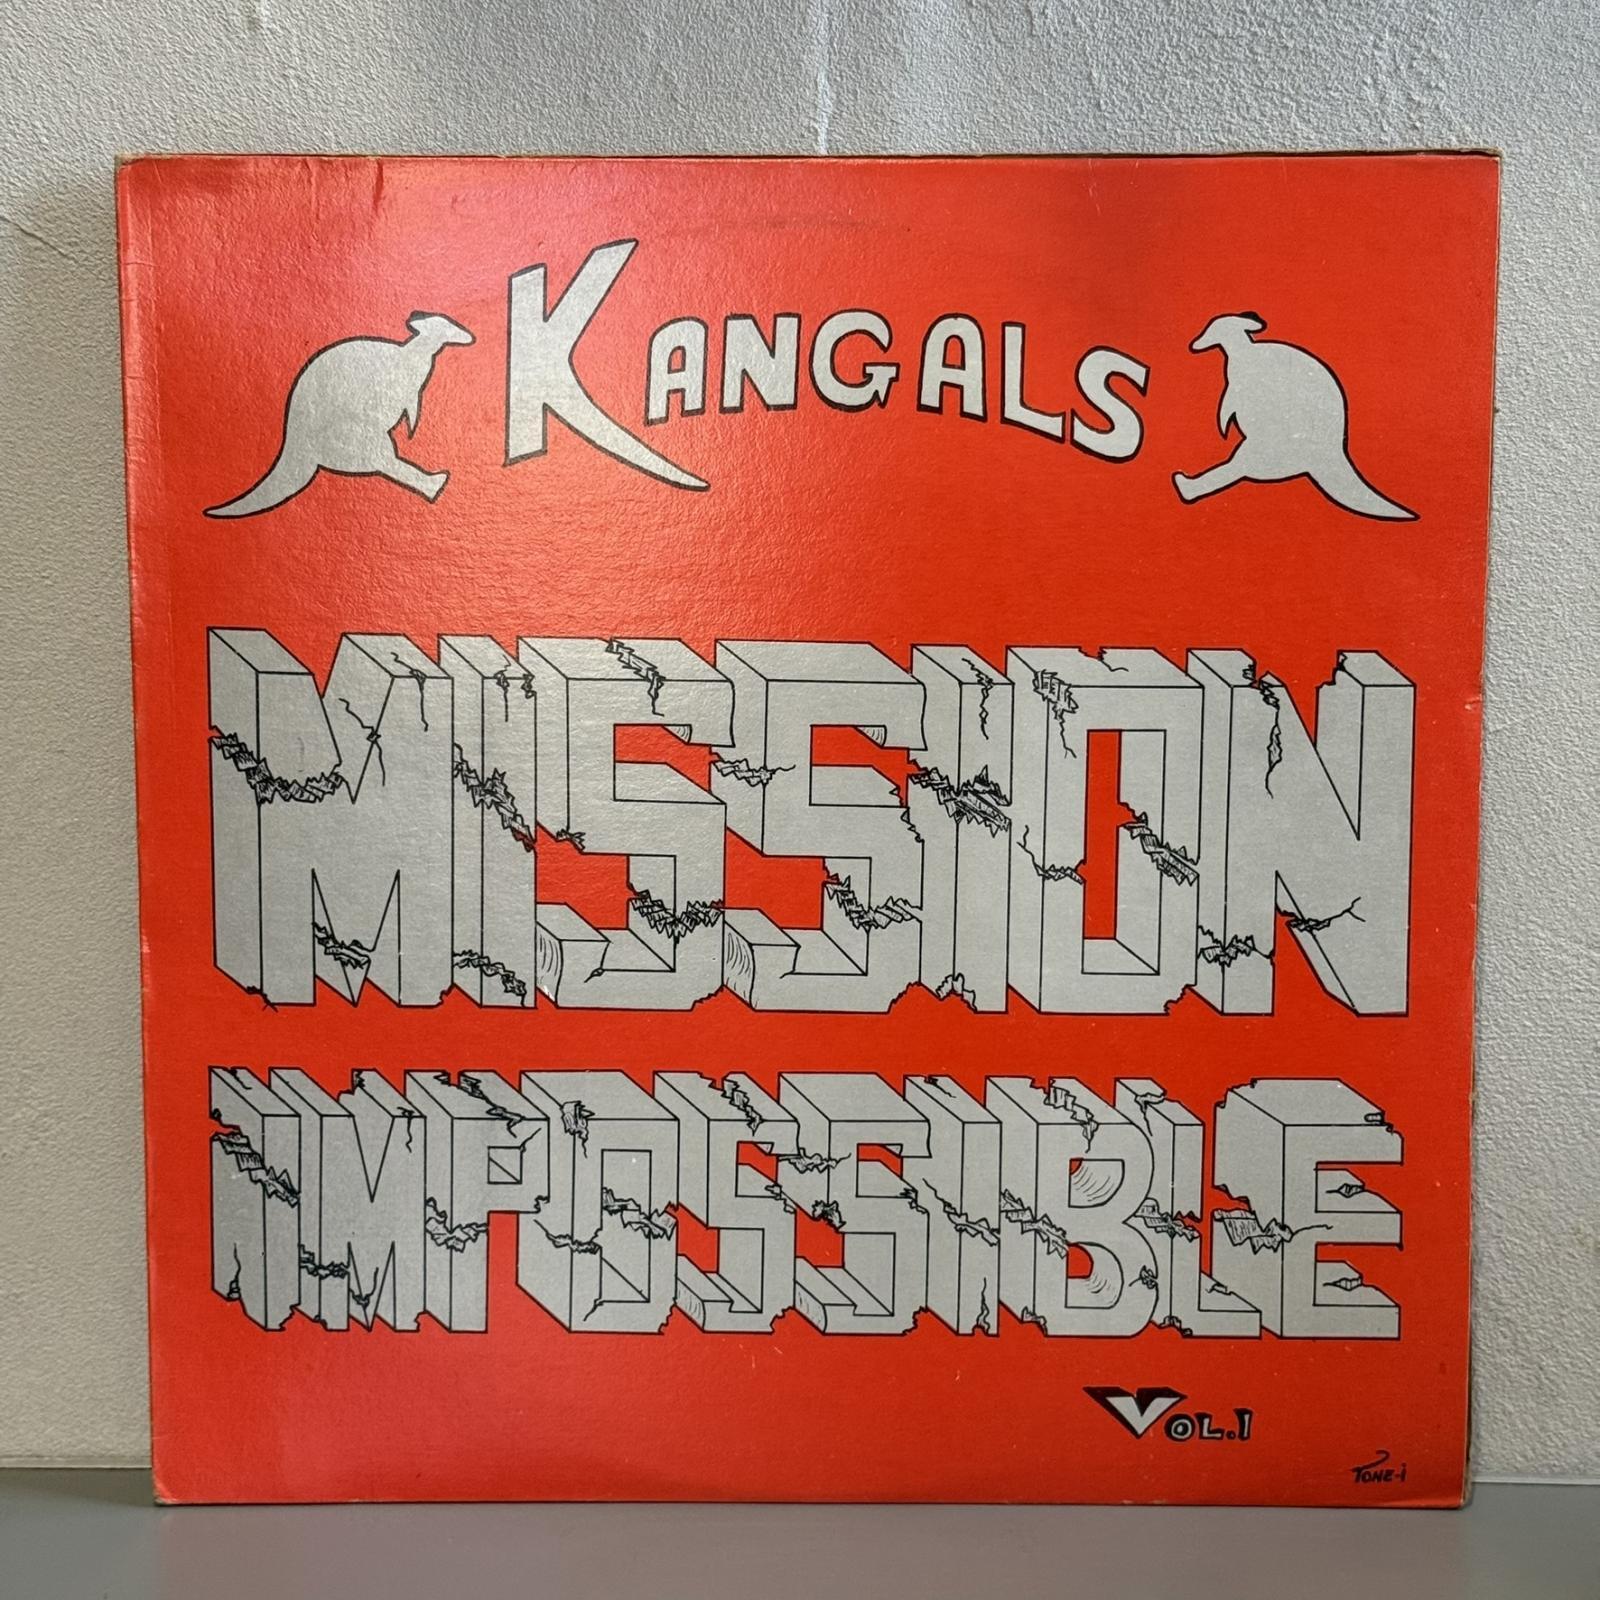 KANGALS
MISSION
IMPOSSIBLE
VOL.1
TONE-i